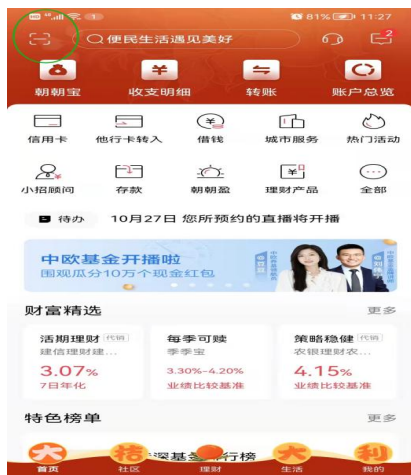 81% 11:27
便民生活遇见美好
2
朝朝宝 收支明细 转账 账户总览
信用卡 他行卡转入 借钱 城市服务 热门活动
小招顾问 存款 朝朝盈 理财产品 全部
待办 10月27日 您所预约的直播将开播
中欧基金开播啦
围观瓜分10万个现金红包
财富精选 更多
活期理财 代销 每季可赎 策略稳健 代销
建信理财建... 季季宝 农银理财农...
3.07% 3.30%-4.20% 4.15%
7日年化 业绩比较基准 业绩比较基准
特色榜单 更多
大 桔 大 利
首页 社区 理财 生活 我的